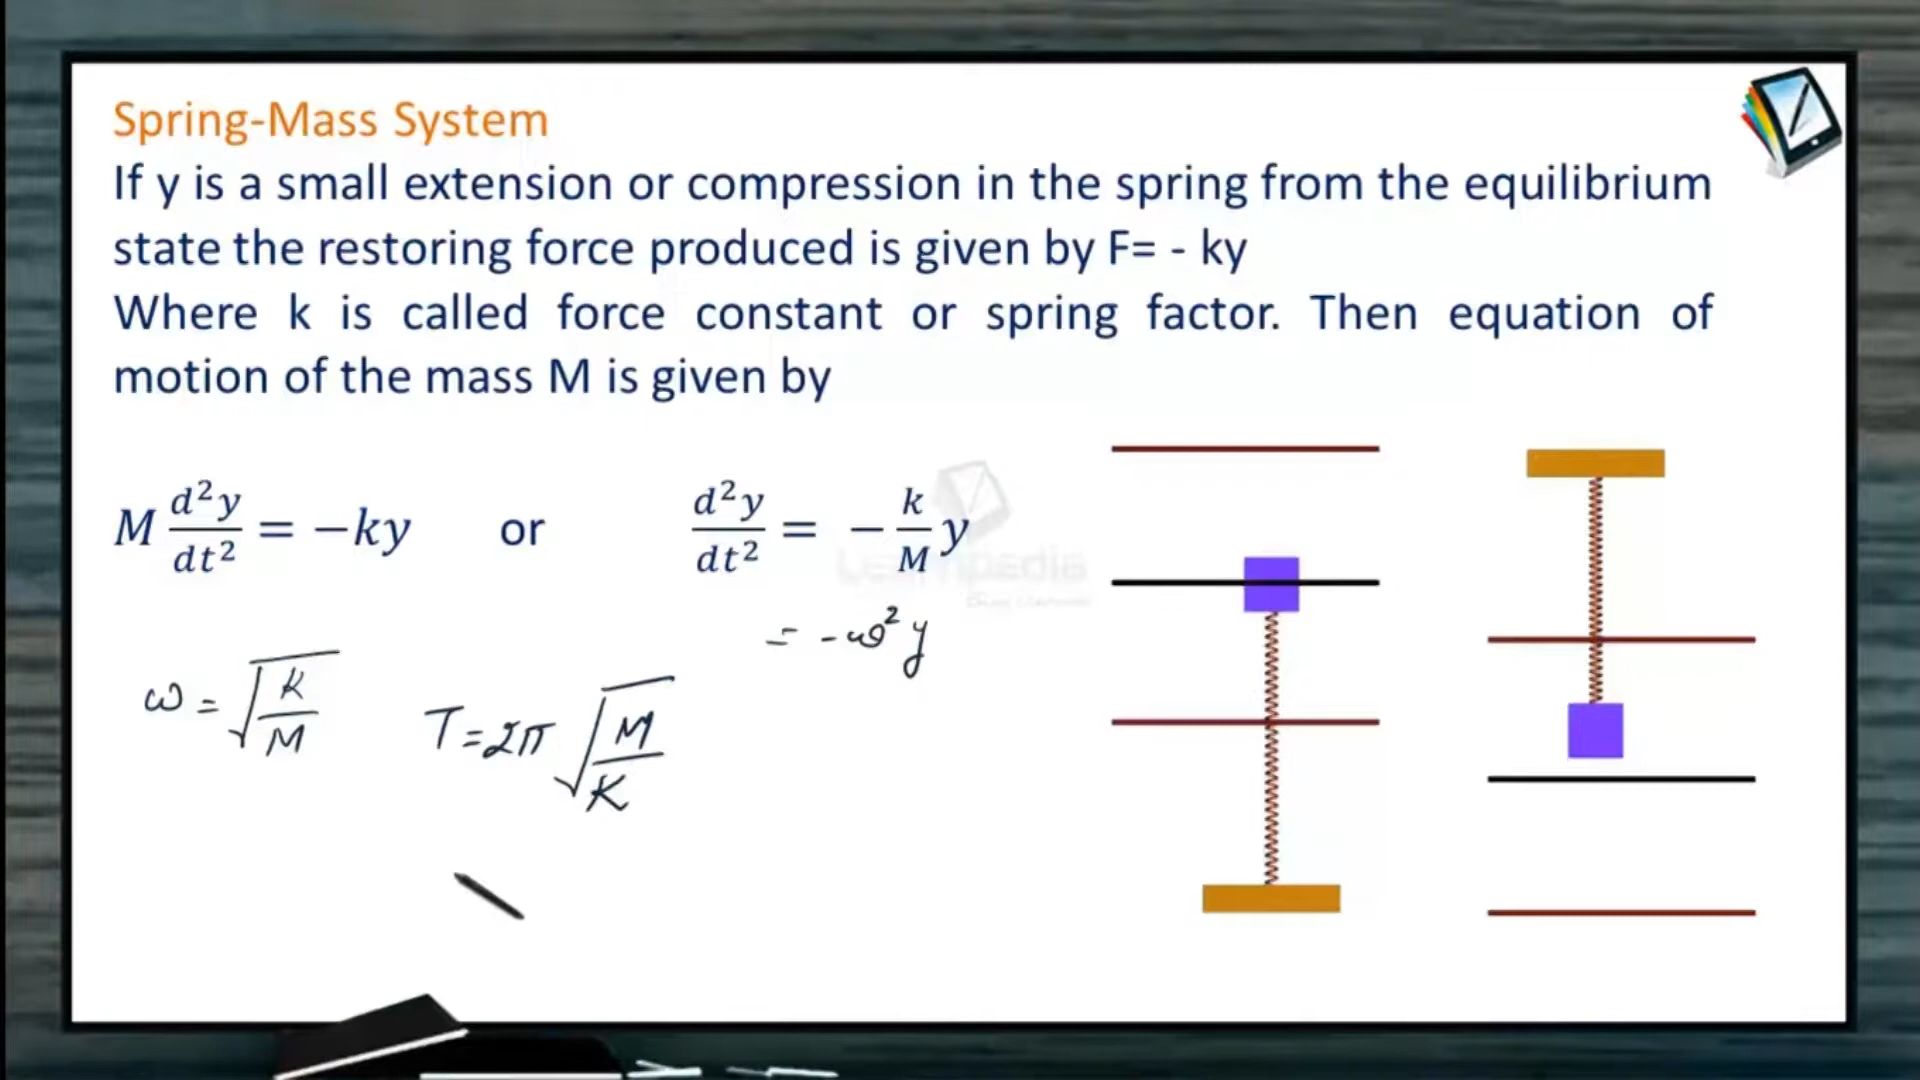 Spring-Mass System
If y is a small extension or compression in the spring from the equilibrium
state the restoring force produced is given by F= - ky
Where k is called force constant or spring factor. Then equation of
motion of the mass M is given by
M d²y/dt² = −ky or d²y/dt² = − k/M y
= -ω² y
ω = √(K/M) T = 2π √(M/K)
Learnpedia